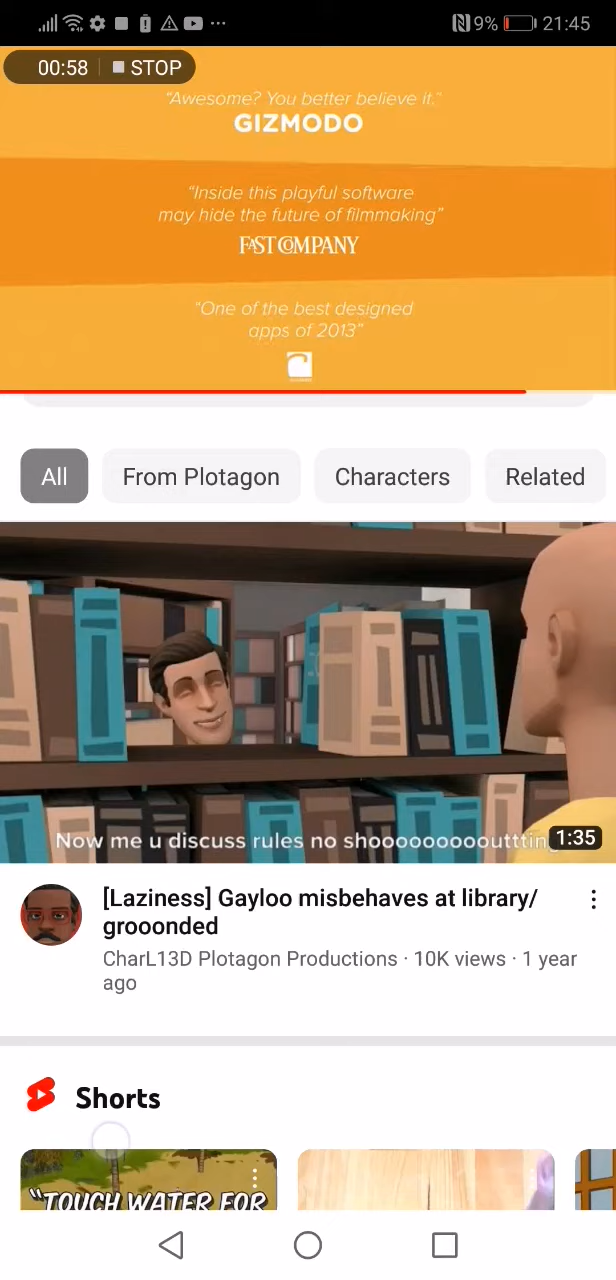 9% 21:45
00:58 STOP
"Awesome? You better believe it."
GIZMODO
"Inside this playful software
may hide the future of filmmaking"
FAST COMPANY
"One of the best designed
apps of 2013"
All From Plotagon Characters Related
Now me u discuss rules no shoooooooooutttin
1:35
[Laziness] Gayloo misbehaves at library/
grooonded
CharL13D Plotagon Productions · 10K views · 1 year
ago
Shorts
"TOUCH WATER FOR